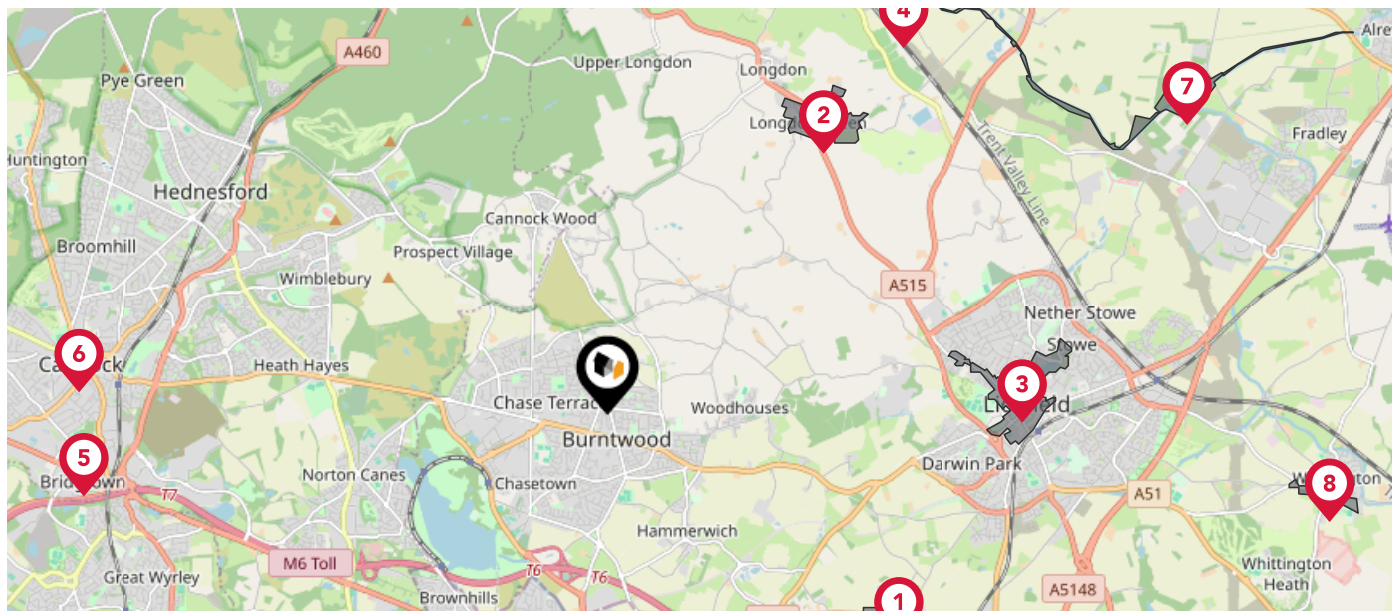 4
A460
Upper Longdon
Longdon
Pye Green
7
2
Fradley
Trent Valley Line
Huntington
Hednesford
Cannock Wood
Broomhill
Prospect Village
Wimblebury
A515
Nether Stowe
Stowe
6
Heath Hayes
3
Chase Terrace
Woodhouses
Burntwood
5
Darwin Park
Norton Canes
Chasetown
T7
A51
8
Hammerwich
M6 Toll
T6
T6
Great Wyrley
Brownhills
1
A5148
Whittington
Heath